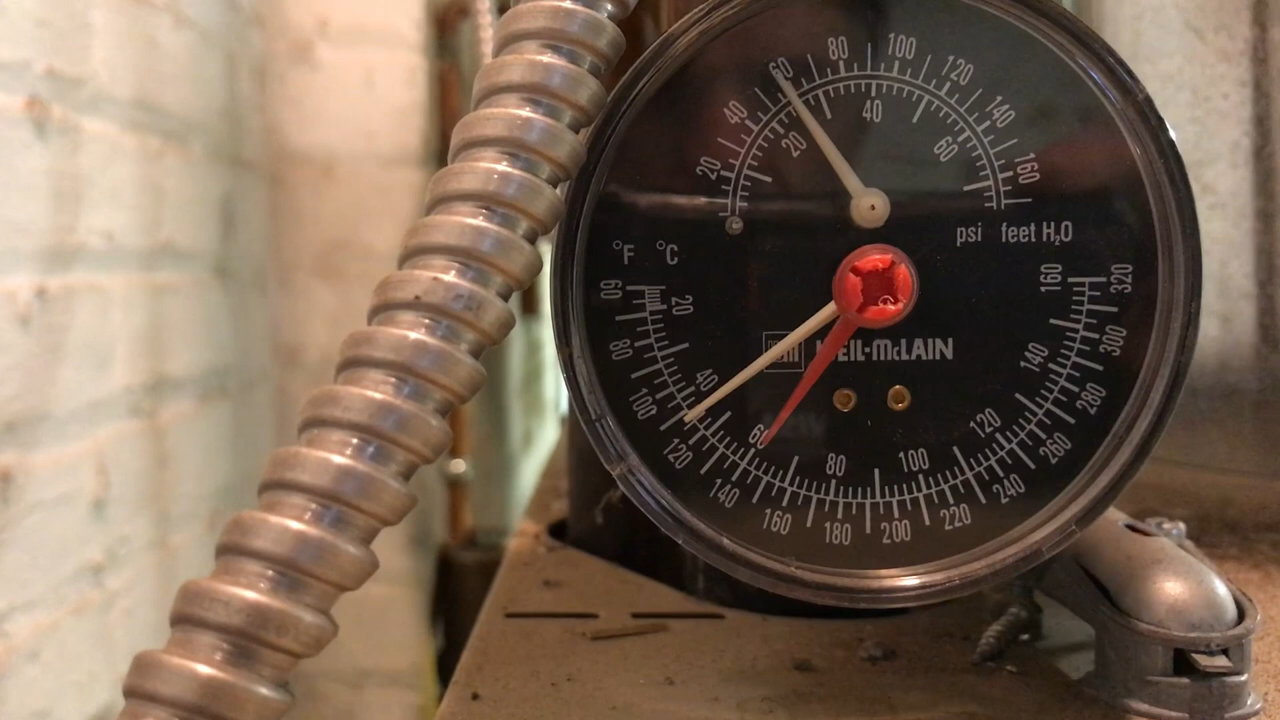 20 40 60 80 100 120 140 160
20 40 60
psi feet H₂O
°F °C
60 80 100 120 140 160 180 200 220 240 260 280 300 320
20 40 60 80 100 120 140 160
WEIL-McLAIN